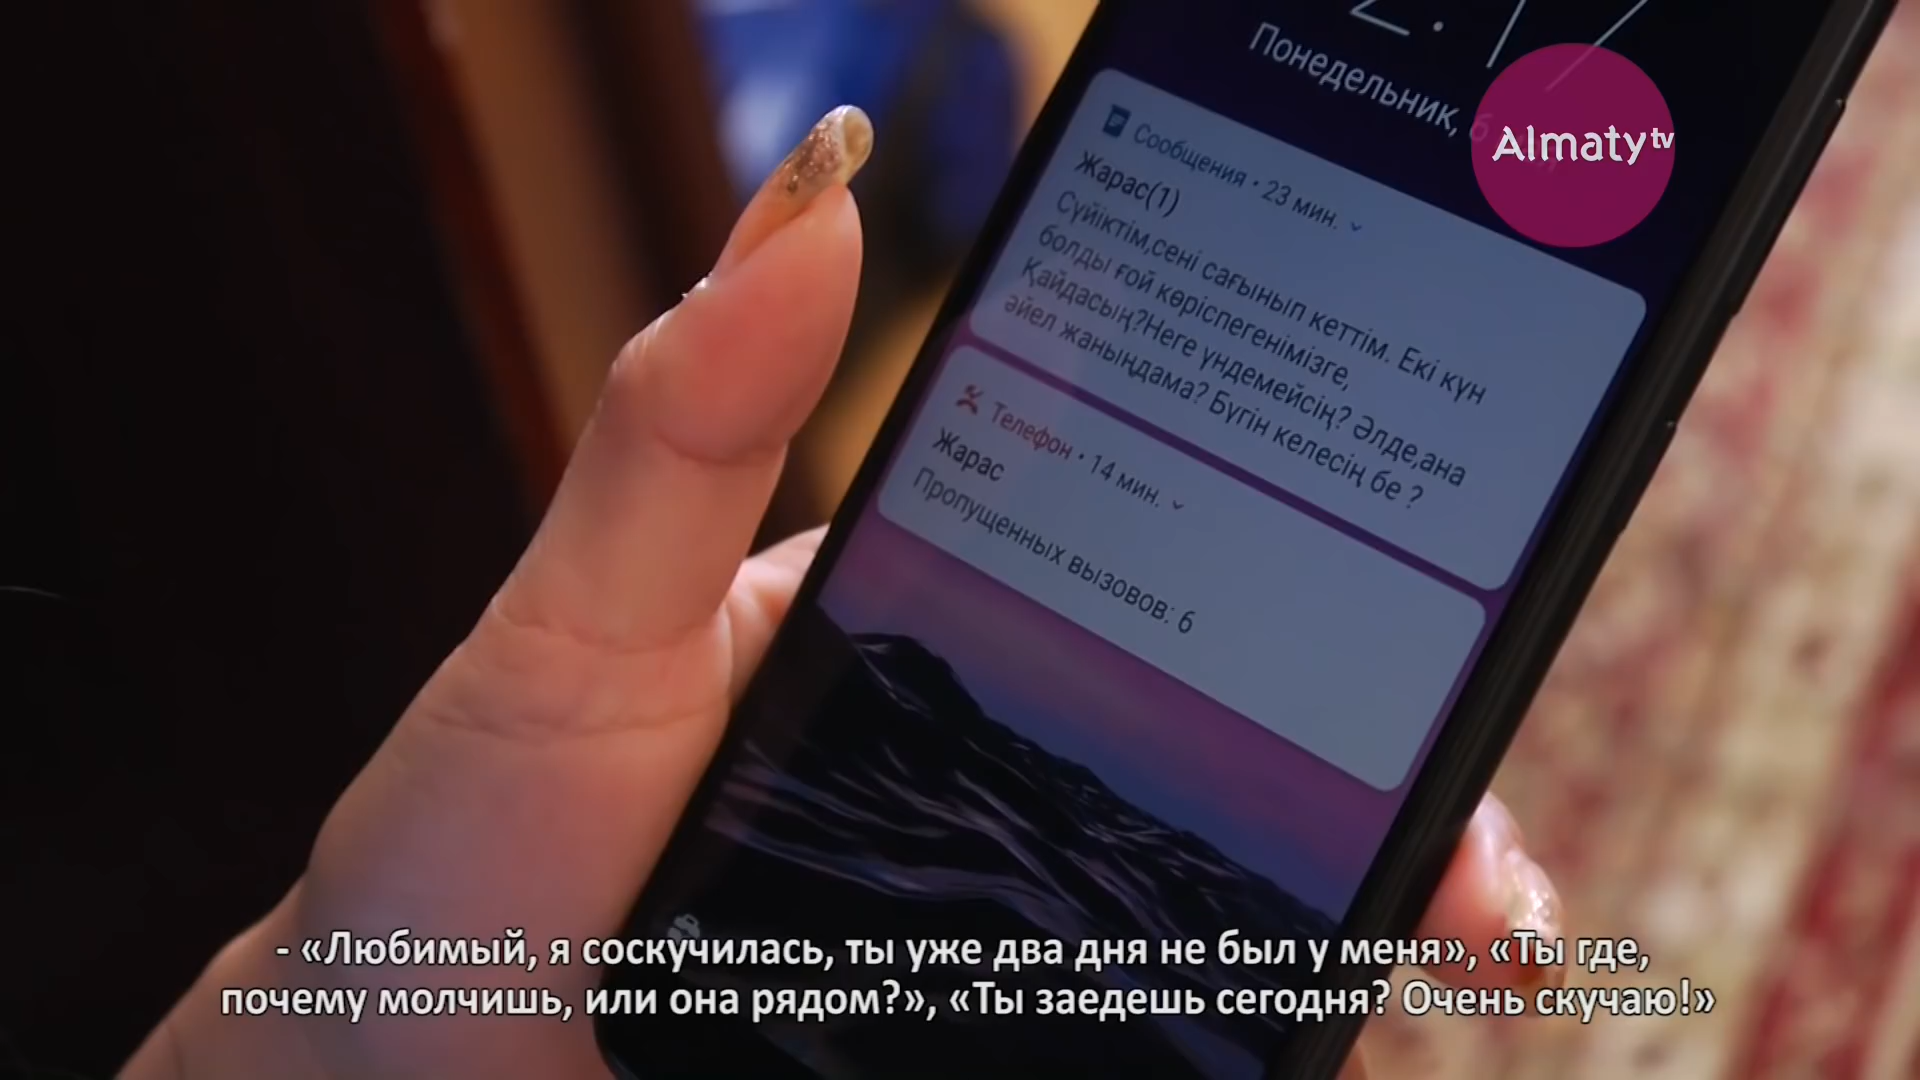 Понедельник,
Almaty tv
Сообщения • 23 мин.
Жарас(1)
Сүйіктім,сені сағынып кеттім. Екі күн
болды ғой көріспегенімізге,
Қайдасың?Неге үндемейсің? Әлде,ана
әйел жаныңдама? Бүгін келесің бе ?
Телефон • 14 мин.
Жарас
Пропущенных вызовов: 6
- «Любимый, я соскучилась, ты уже два дня не был у меня», «Ты где,
почему молчишь, или она рядом?», «Ты заедешь сегодня? Очень скучаю!»